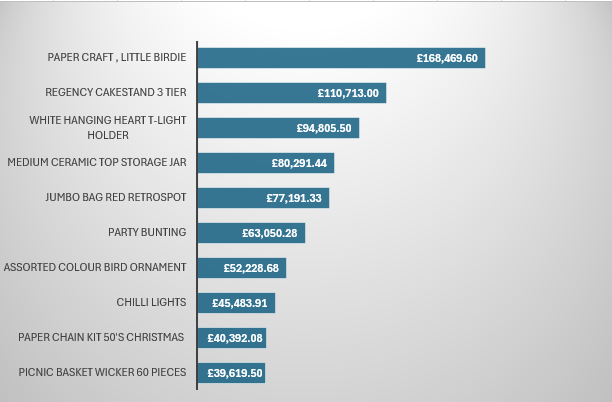 PAPER CRAFT , LITTLE BIRDIE
£168,469.60
REGENCY CAKESTAND 3 TIER
£110,713.00
WHITE HANGING HEART T-LIGHT
HOLDER
£94,805.50
MEDIUM CERAMIC TOP STORAGE JAR
£80,291.44
JUMBO BAG RED RETROSPOT
£77,191.33
PARTY BUNTING
£63,050.28
ASSORTED COLOUR BIRD ORNAMENT
£52,228.68
CHILLI LIGHTS
£45,483.91
PAPER CHAIN KIT 50'S CHRISTMAS
£40,392.08
PICNIC BASKET WICKER 60 PIECES
£39,619.50